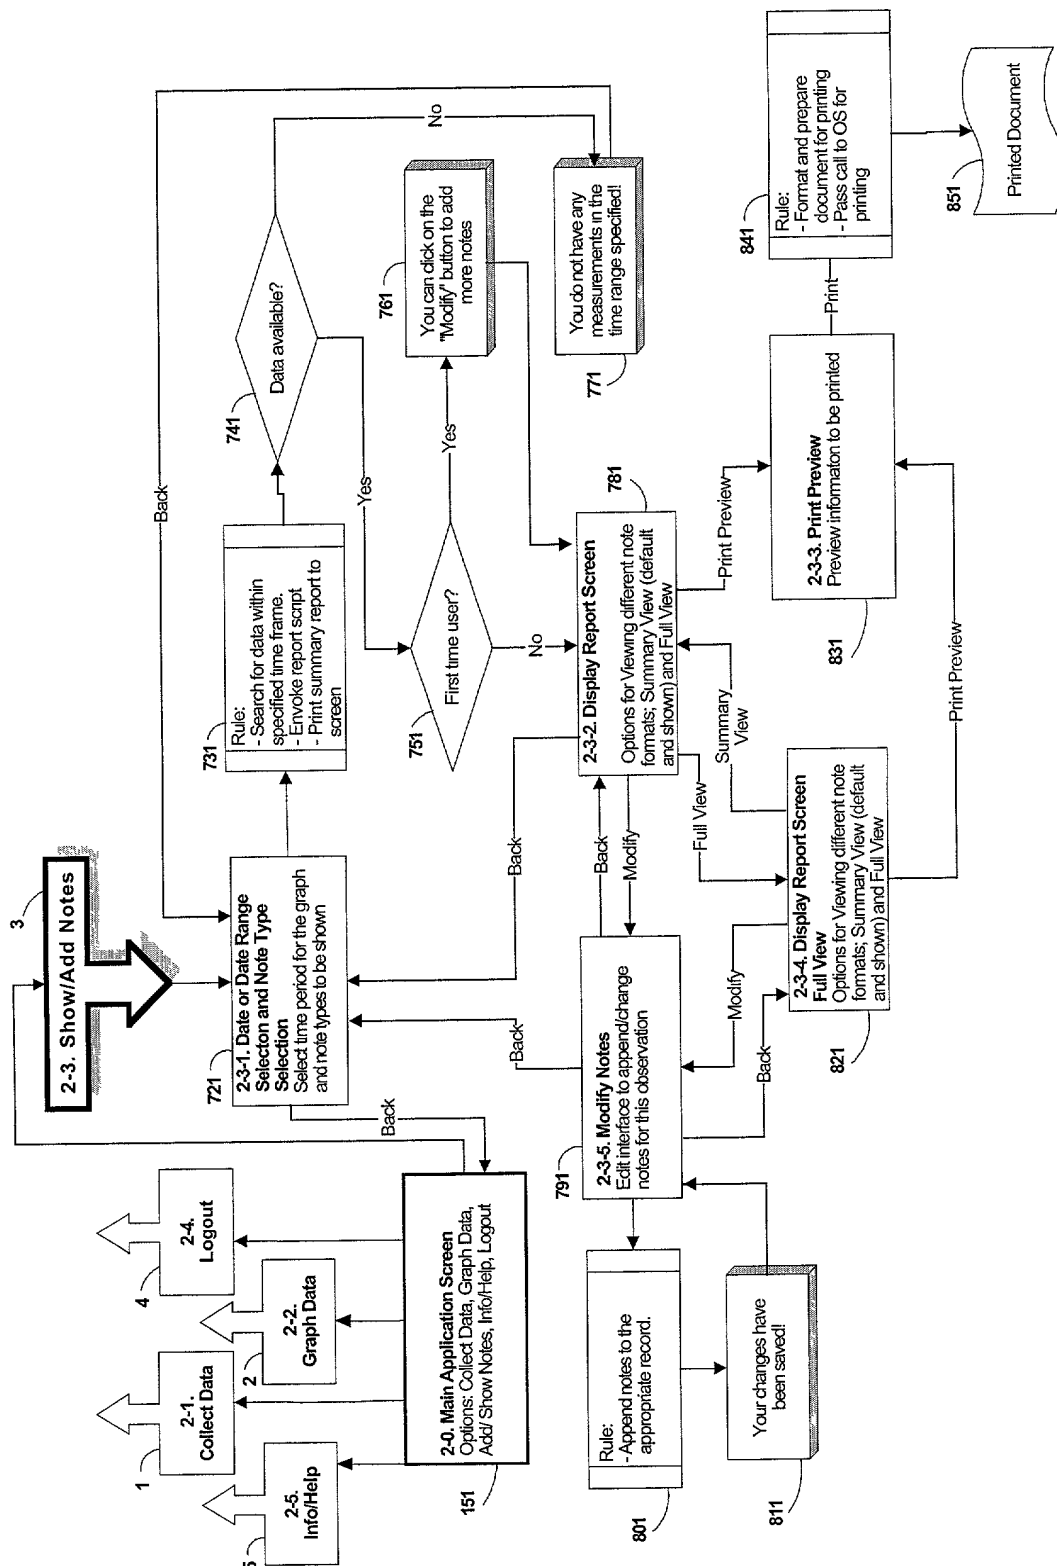 3
2-3. Show/Add Notes
721
2-3-1. Date or Date Range
Selecton and Note Type
Selection
Select time period for the graph
and note types to be shown
Back
Back
731
Rule:
- Search for data within
specified time frame.
- Envoke report script
- Print summary report to
screen
741
Data available?
No
Yes
751
First time user?
Yes
No
761
You can click on the
"Modify" button to add
more notes
771
You do not have any
measurements in the
time range specified!
4
2-4.
Logout
2
2-2.
Graph Data
1
2-1.
Collect Data
2-5.
Info/Help
151
2-0. Main Application Screen
Options: Collect Data, Graph Data,
Add/ Show Notes, Info/Help, Logout
781
2-3-2. Display Report Screen
Options for Viewing different note
formats; Summary View (default
and shown) and Full View
Back
Back
Back
Modify
Full View
Summary
View
Print Preview
791
2-3-5. Modify Notes
Edit interface to append/change
notes for this observation
Modify
Back
801
Rule:
- Append notes to the
appropriate record.
811
Your changes have
been saved!
821
2-3-4. Display Report Screen
Full View
Options for Viewing different note
formats; Summary View (default
and shown) and Full View
Print Preview
831
2-3-3. Print Preview
Preview informaton to be printed
Print
841
Rule:
- Format and prepare
document for printing
- Pass call to OS for
printing
851
Printed Document